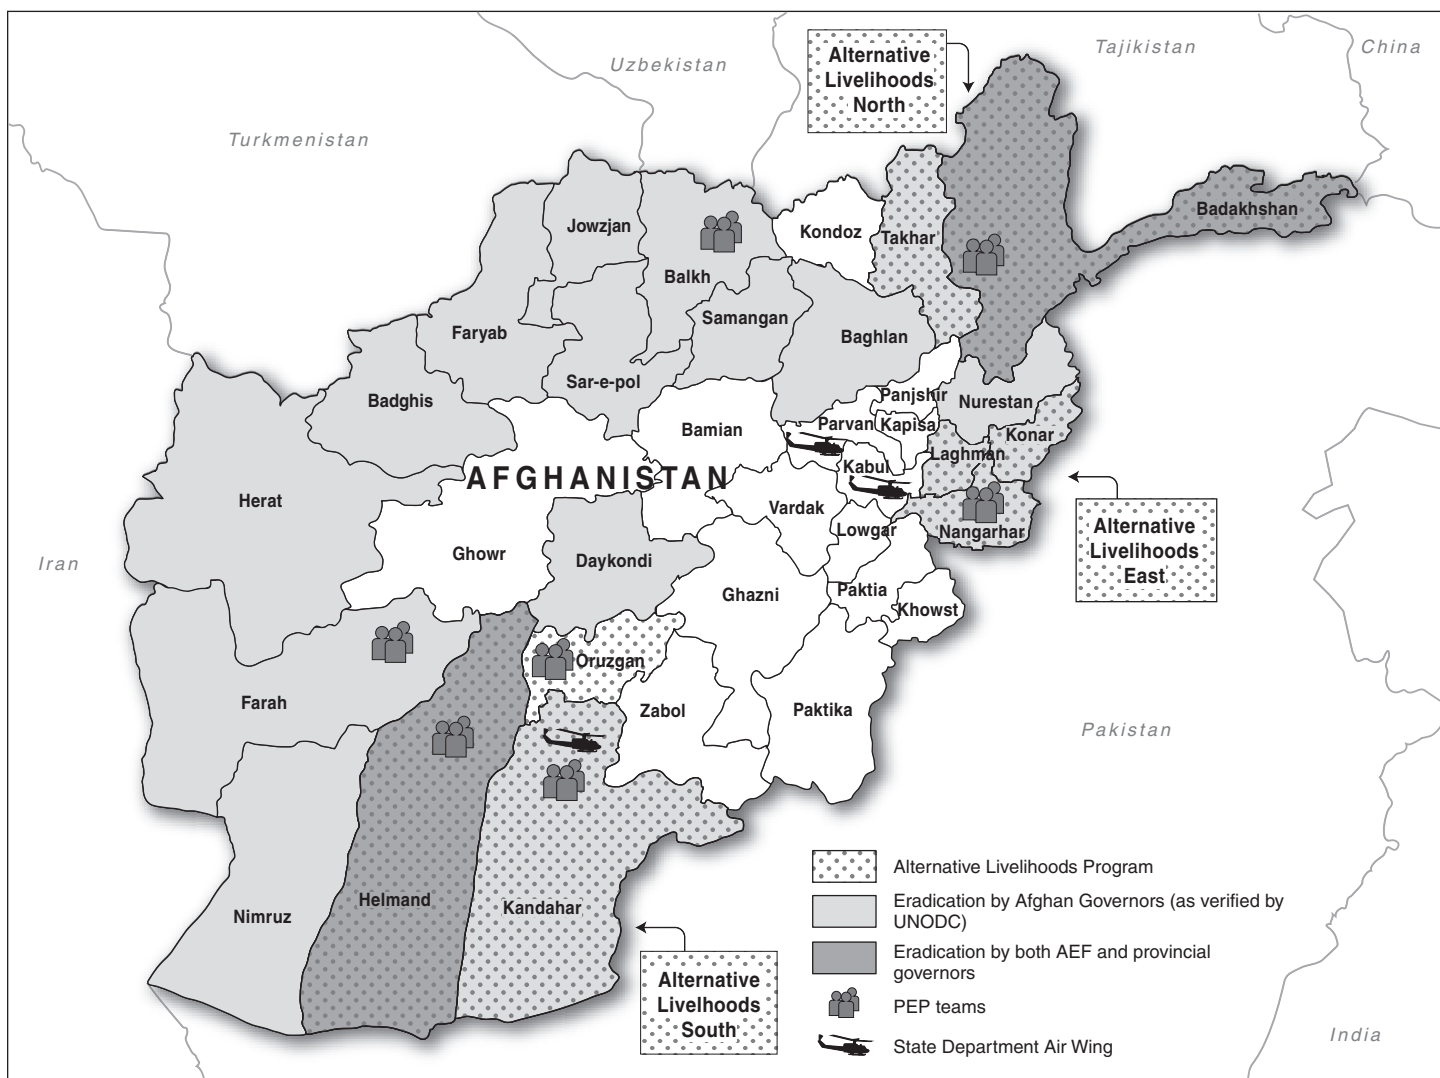 Uzbekistan
Tajikistan
China
Turkmenistan
Alternative
Livelihoods
North
Badakhshan
Jowzjan
Kondoz
Takhar
Balkh
Samangan
Faryab
Baghlan
Sar-e-pol
Badghis
Panjshir
Nurestan
Bamian
Parvan
Kapisa
Konar
Laghman
Kabul
AFGHANISTAN
Herat
Vardak
Lowgar
Nangarhar
Alternative
Livelihoods
East
Iran
Ghowr
Daykondi
Ghazni
Paktia
Khowst
Oruzgan
Farah
Zabol
Paktika
Pakistan
Nimruz
Helmand
Kandahar
Alternative
Livelhoods
South
Alternative Livelihoods Program
Eradication by Afghan Governors (as verified by
UNODC)
Eradication by both AEF and provincial
governors
PEP teams
State Department Air Wing
India